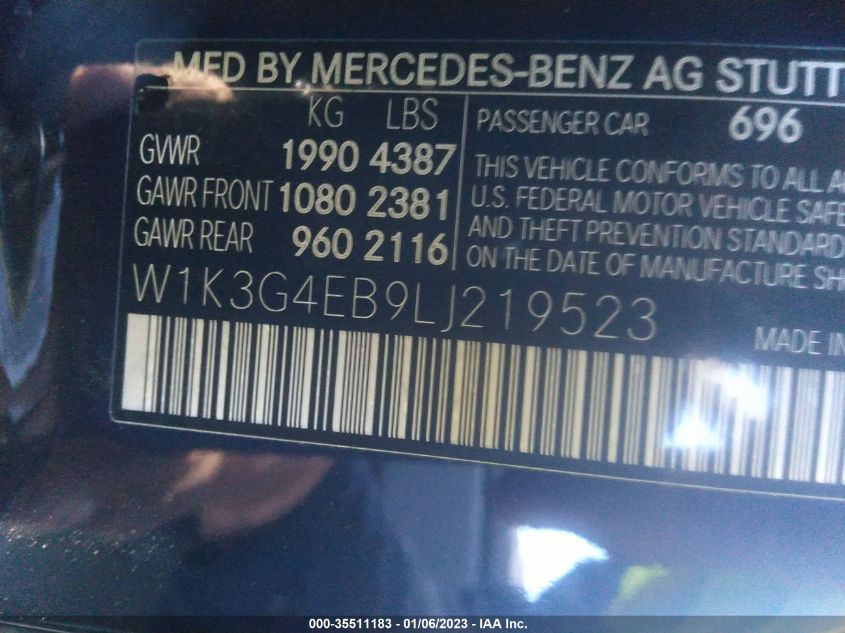 MFD BY MERCEDES-BENZ AG STUTT
KG LBS
GVWR 1990 4387
GAWR FRONT 1080 2381
GAWR REAR 960 2116
PASSENGER CAR 696
THIS VEHICLE CONFORMS TO ALL A
U.S. FEDERAL MOTOR VEHICLE SAFE
AND THEFT PREVENTION STANDARD
ON THE DATE OF MANUFACTURE SH
W1K3G4EB9LJ219523
MADE IN
000-35511183 - 01/06/2023 - IAA Inc.